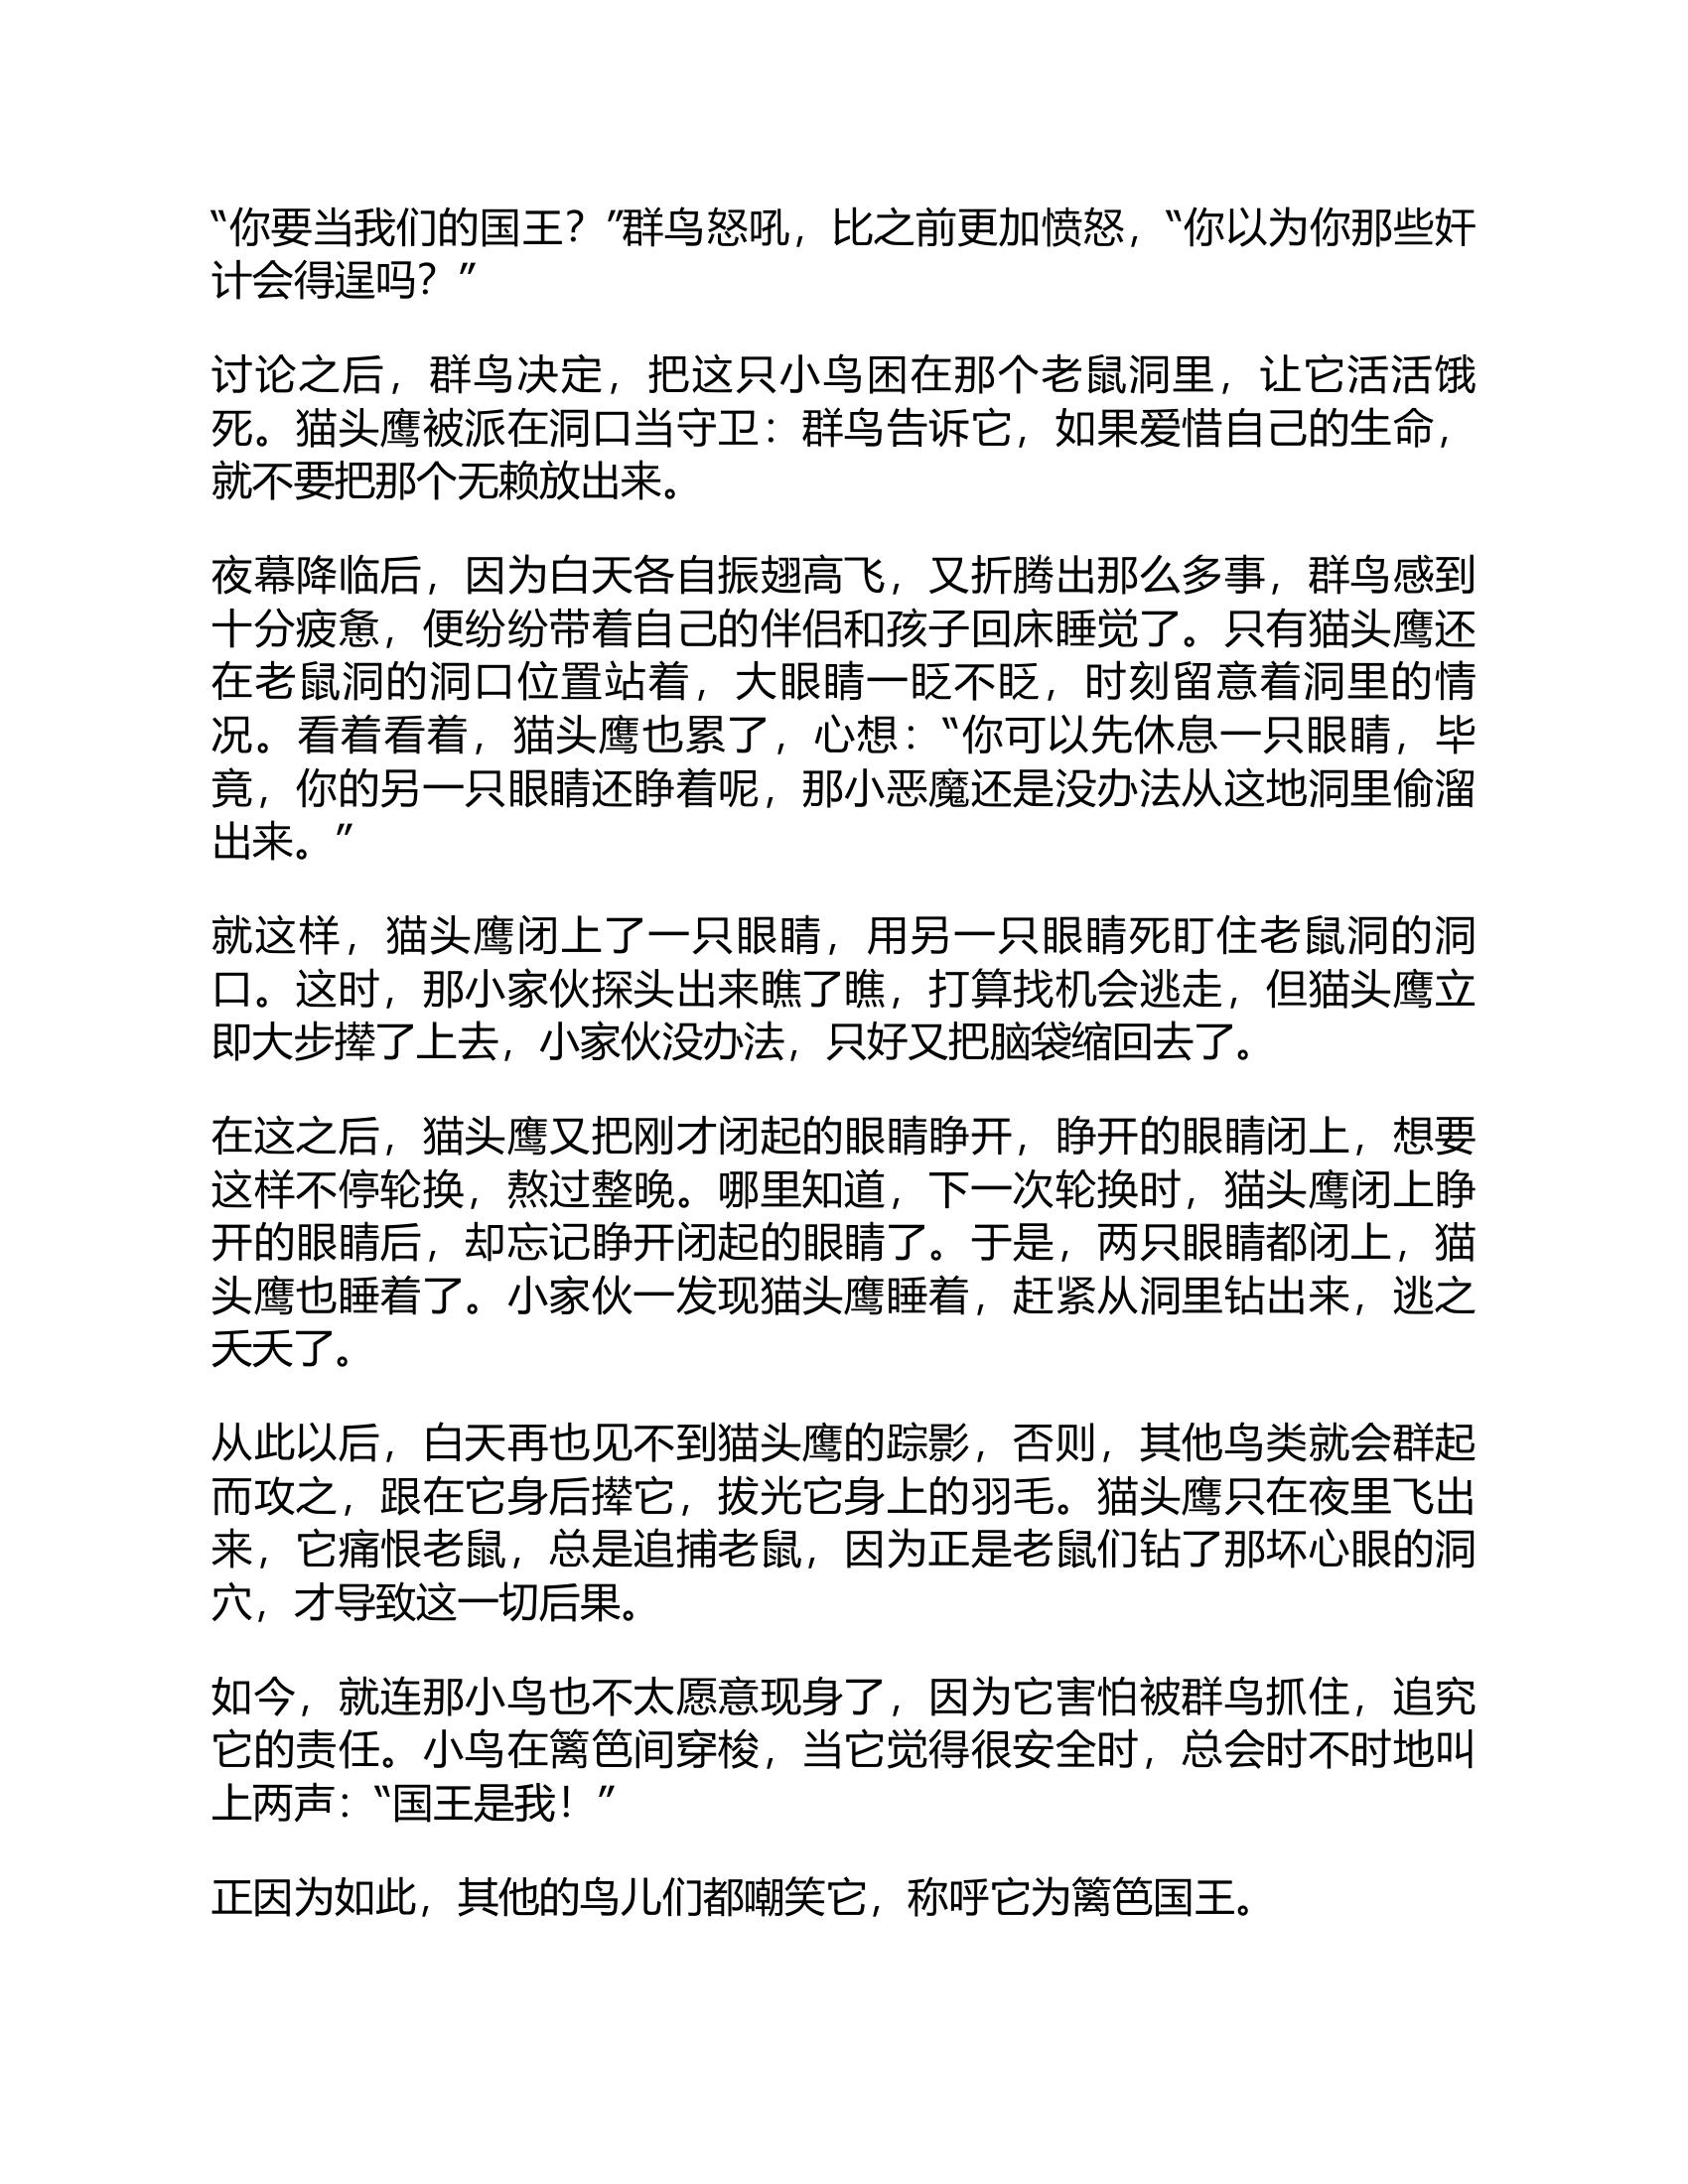 “你要当我们的国王？”群鸟怒吼，比之前更加愤怒，“你以为你那些奸
计会得逞吗？”
讨论之后，群鸟决定，把这只小鸟困在那个老鼠洞里，让它活活饿
死。猫头鹰被派在洞口当守卫：群鸟告诉它，如果爱惜自己的生命，
就不要把那个无赖放出来。
夜幕降临后，因为白天各自振翅高飞，又折腾出那么多事，群鸟感到
十分疲惫，便纷纷带着自己的伴侣和孩子回床睡觉了。只有猫头鹰还
在老鼠洞的洞口位置站着，大眼睛一眨不眨，时刻留意着洞里的情
况。看着看着，猫头鹰也累了，心想：“你可以先休息一只眼睛，毕
竟，你的另一只眼睛还睁着呢，那小恶魔还是没办法从这地洞里偷溜
出来。”
就这样，猫头鹰闭上了一只眼睛，用另一只眼睛死盯住老鼠洞的洞
口。这时，那小家伙探头出来瞧了瞧，打算找机会逃走，但猫头鹰立
即大步撵了上去，小家伙没办法，只好又把脑袋缩回去了。
在这之后，猫头鹰又把刚才闭起的眼睛睁开，睁开的眼睛闭上，想要
这样不停轮换，熬过整晚。哪里知道，下一次轮换时，猫头鹰闭上睁
开的眼睛后，却忘记睁开闭起的眼睛了。于是，两只眼睛都闭上，猫
头鹰也睡着了。小家伙一发现猫头鹰睡着，赶紧从洞里钻出来，逃之
夭夭了。
从此以后，白天再也见不到猫头鹰的踪影，否则，其他鸟类就会群起
而攻之，跟在它身后撵它，拔光它身上的羽毛。猫头鹰只在夜里飞出
来，它痛恨老鼠，总是追捕老鼠，因为正是老鼠们钻了那坏心眼的洞
穴，才导致这一切后果。
如今，就连那小鸟也不太愿意现身了，因为它害怕被群鸟抓住，追究
它的责任。小鸟在篱笆间穿梭，当它觉得很安全时，总会时不时地叫
上两声：“国王是我！”
正因为如此，其他的鸟儿们都嘲笑它，称呼它为篱笆国王。